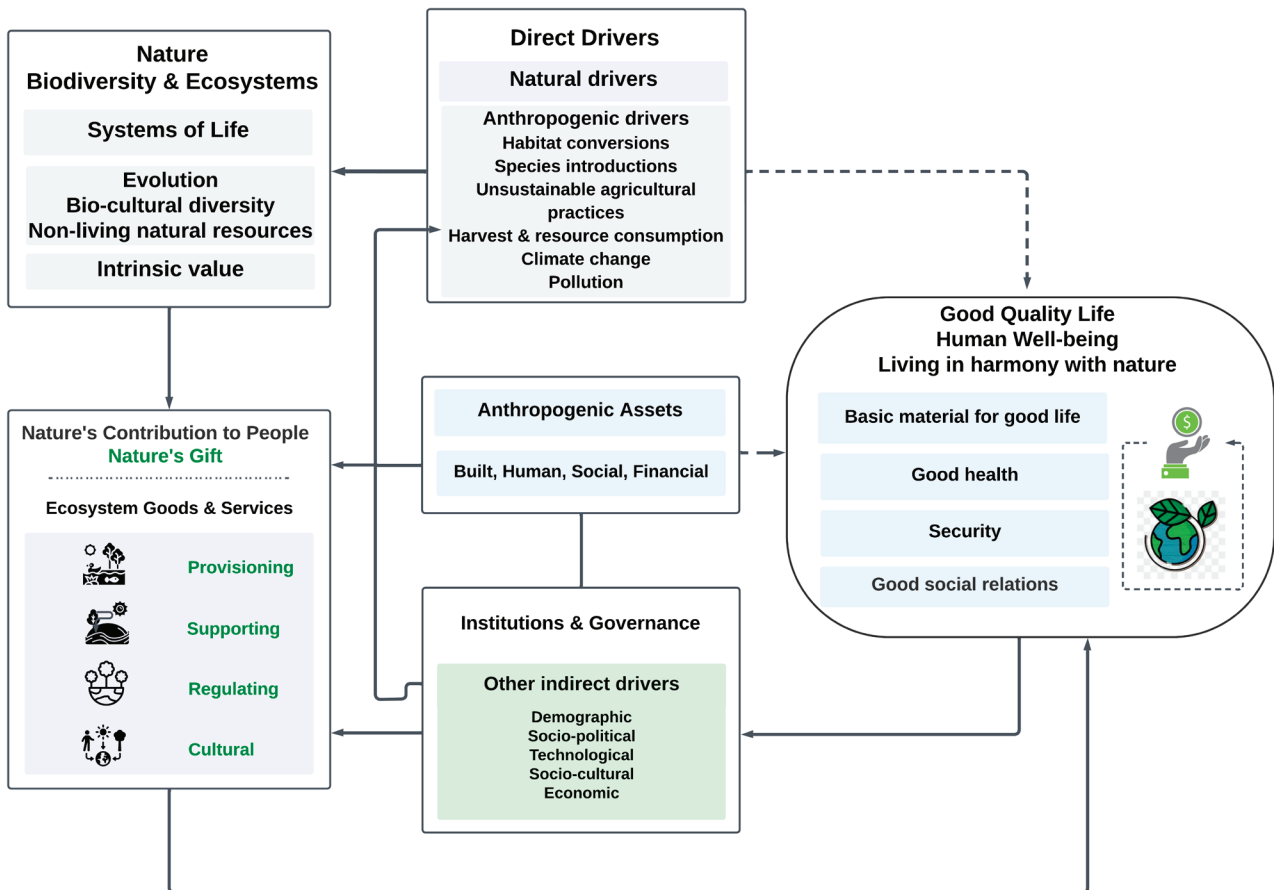 Nature
Biodiversity & Ecosystems
Systems of Life
Evolution
Bio-cultural diversity
Non-living natural resources
Intrinsic value
Direct Drivers
Natural drivers
Anthropogenic drivers
Habitat conversions
Species introductions
Unsustainable agricultural
practices
Harvest & resource consumption
Climate change
Pollution
Nature's Contribution to People
Nature's Gift
Ecosystem Goods & Services
Provisioning
Supporting
Regulating
Cultural
Anthropogenic Assets
Built, Human, Social, Financial
Institutions & Governance
Other indirect drivers
Demographic
Socio-political
Technological
Socio-cultural
Economic
Good Quality Life
Human Well-being
Living in harmony with nature
Basic material for good life
Good health
Security
Good social relations
$